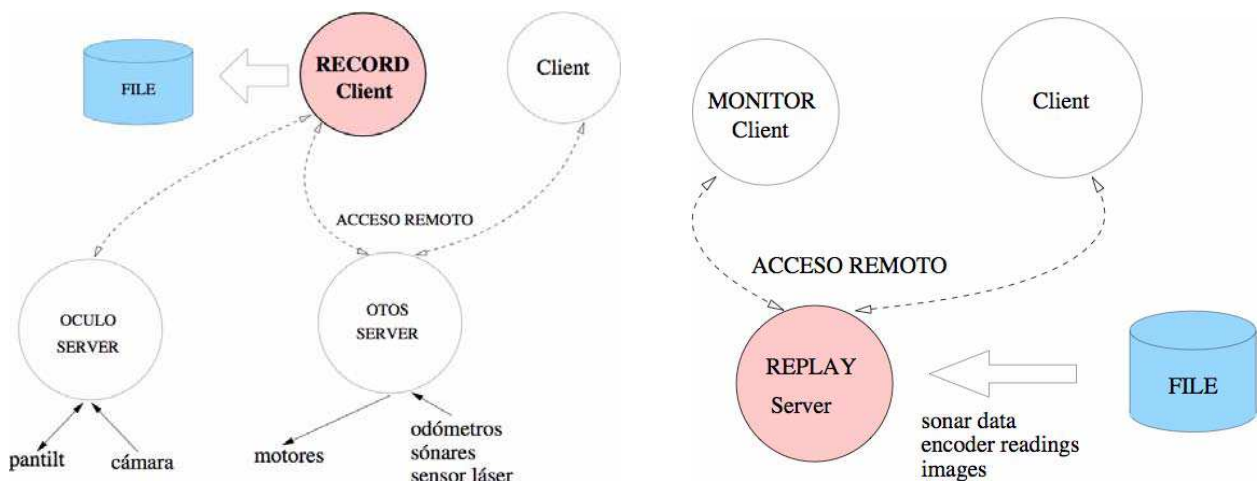 FILE
RECORD
Client
Client
ACCESO REMOTO
OCULO
SERVER
OTOS
SERVER
pantilt
cámara
motores
odómetros
sónares
sensor láser
MONITOR
Client
Client
ACCESO REMOTO
REPLAY
Server
FILE
sonar data
encoder readings
images